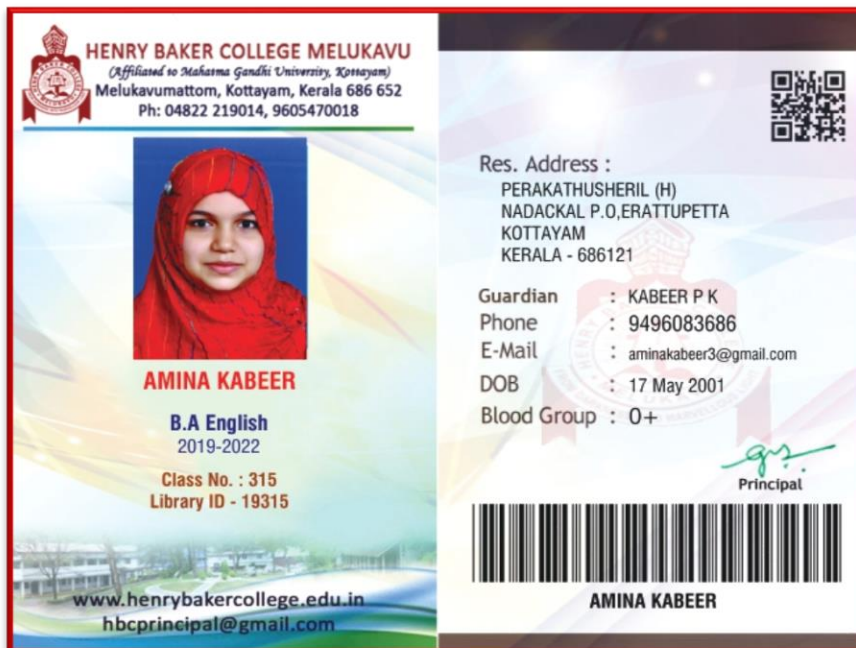 HENRY BAKER COLLEGE MELUKAVU
(Affiliated to Mahatma Gandhi University, Kottayam)
Melukavumattom, Kottayam, Kerala 686 652
Ph: 04822 219014, 9605470018
AMINA KABEER
B.A English
2019-2022
Class No. : 315
Library ID - 19315
www.henrybakercollege.edu.in
hbcprincipal@gmail.com
Res. Address :
PERAKATHUSHERIL (H)
NADACKAL P.O,ERATTUPETTA
KOTTAYAM
KERALA - 686121
Guardian : KABEER P K
Phone : 9496083686
E-Mail : aminakabeer3@gmail.com
DOB : 17 May 2001
Blood Group : O+
Principal
AMINA KABEER